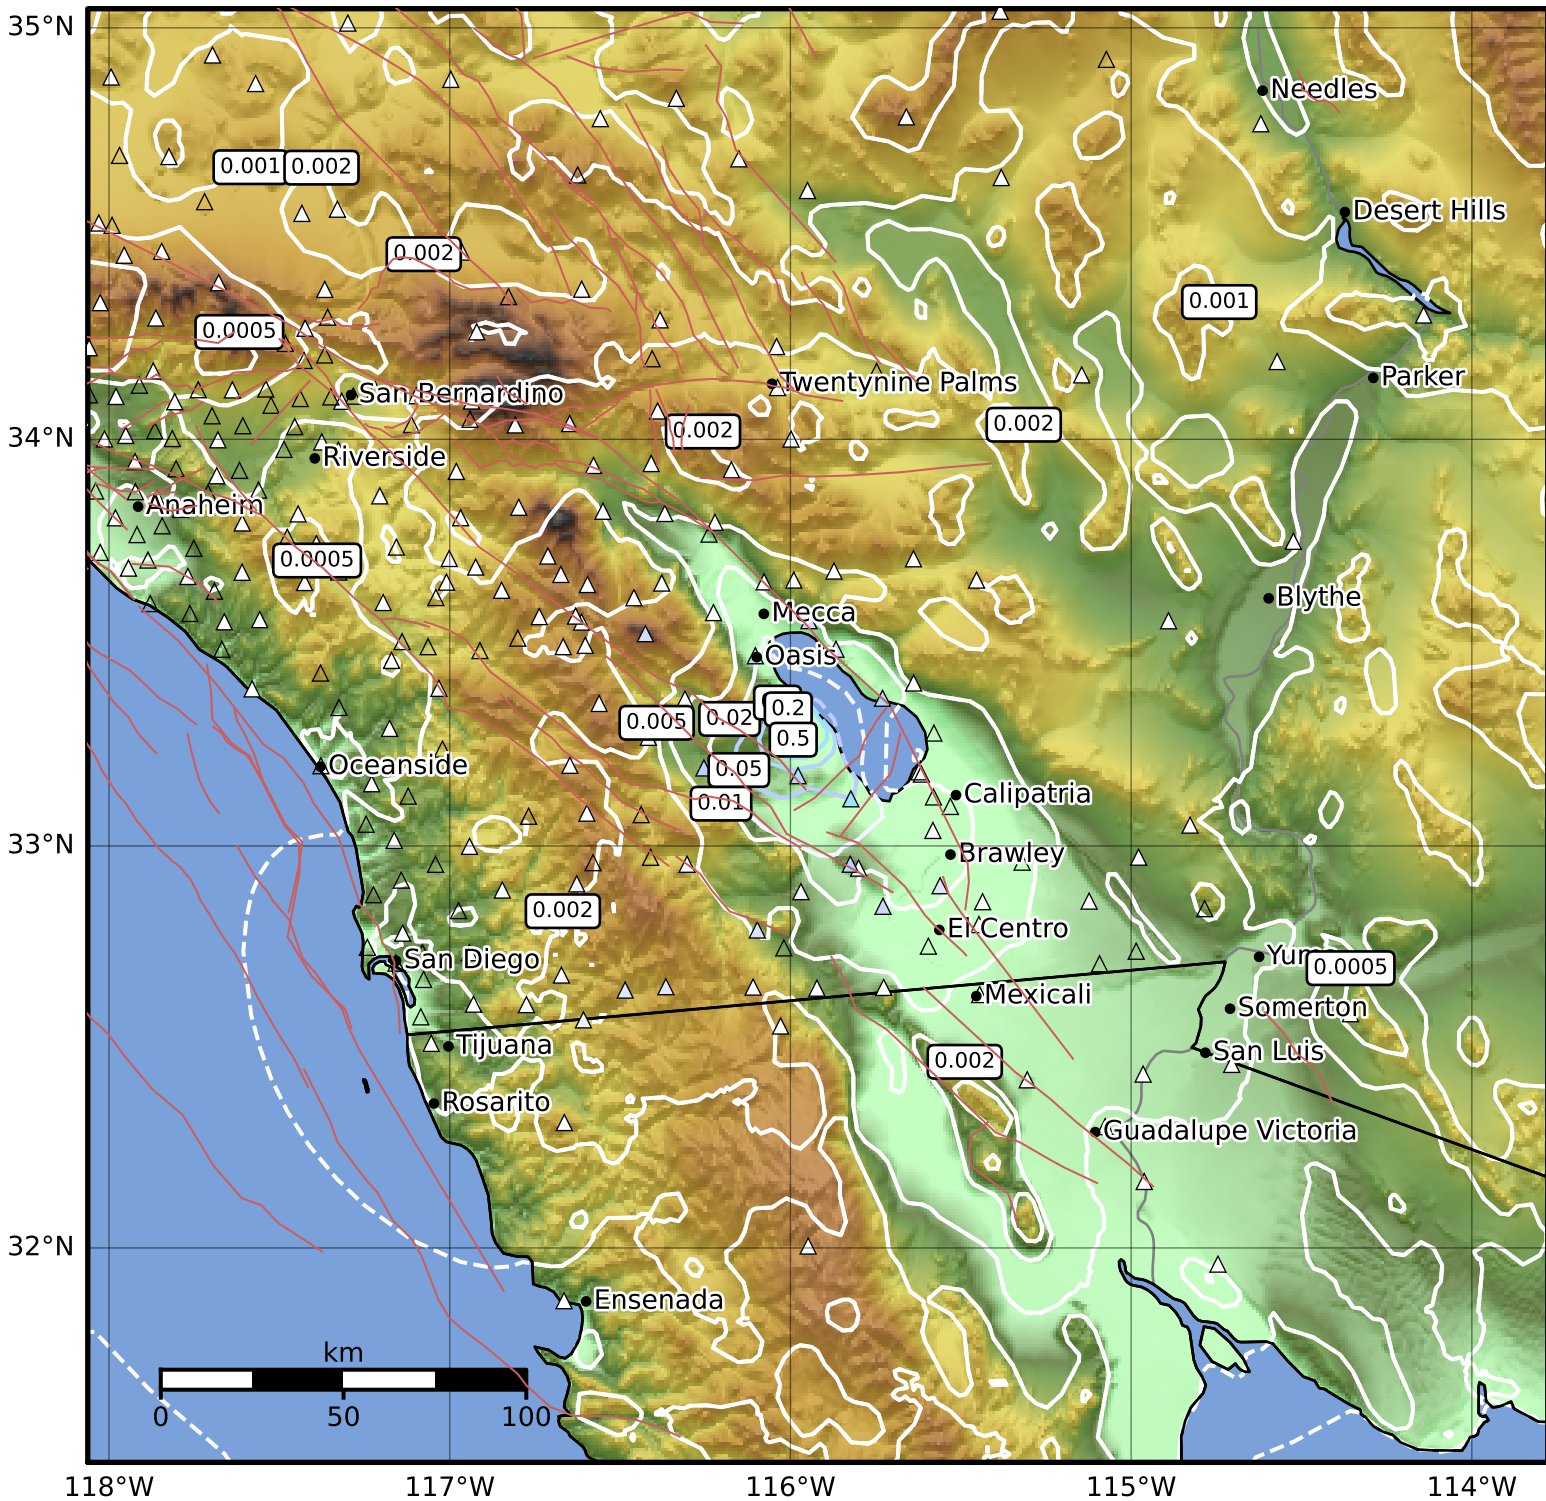 35°N
Needles
0.001
0.002
Desert Hills
0.002
0.001
0.0005
Parker
Twentynine Palms
San Bernardino
0.002
0.002
34°N
Riverside
Anaheim
0.0005
Blythe
Mecca
Oasis
0.2
0.02
0.005
0.5
Oceanside
0.05
Calipatria
0.01
33°N
Brawley
0.002
El Centro
San Diego
0.0005
Mexicali
Somerton
Tijuana
San Luis
0.002
Rosarito
Guadalupe Victoria
32°N
Ensenada
km
0 50 100
118°W 117°W 116°W 115°W 114°W